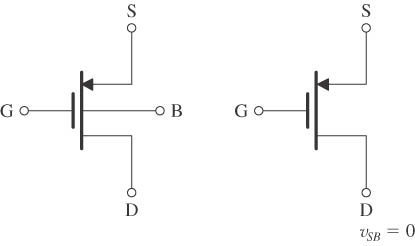 S S
G B G
D D
v_SB = 0